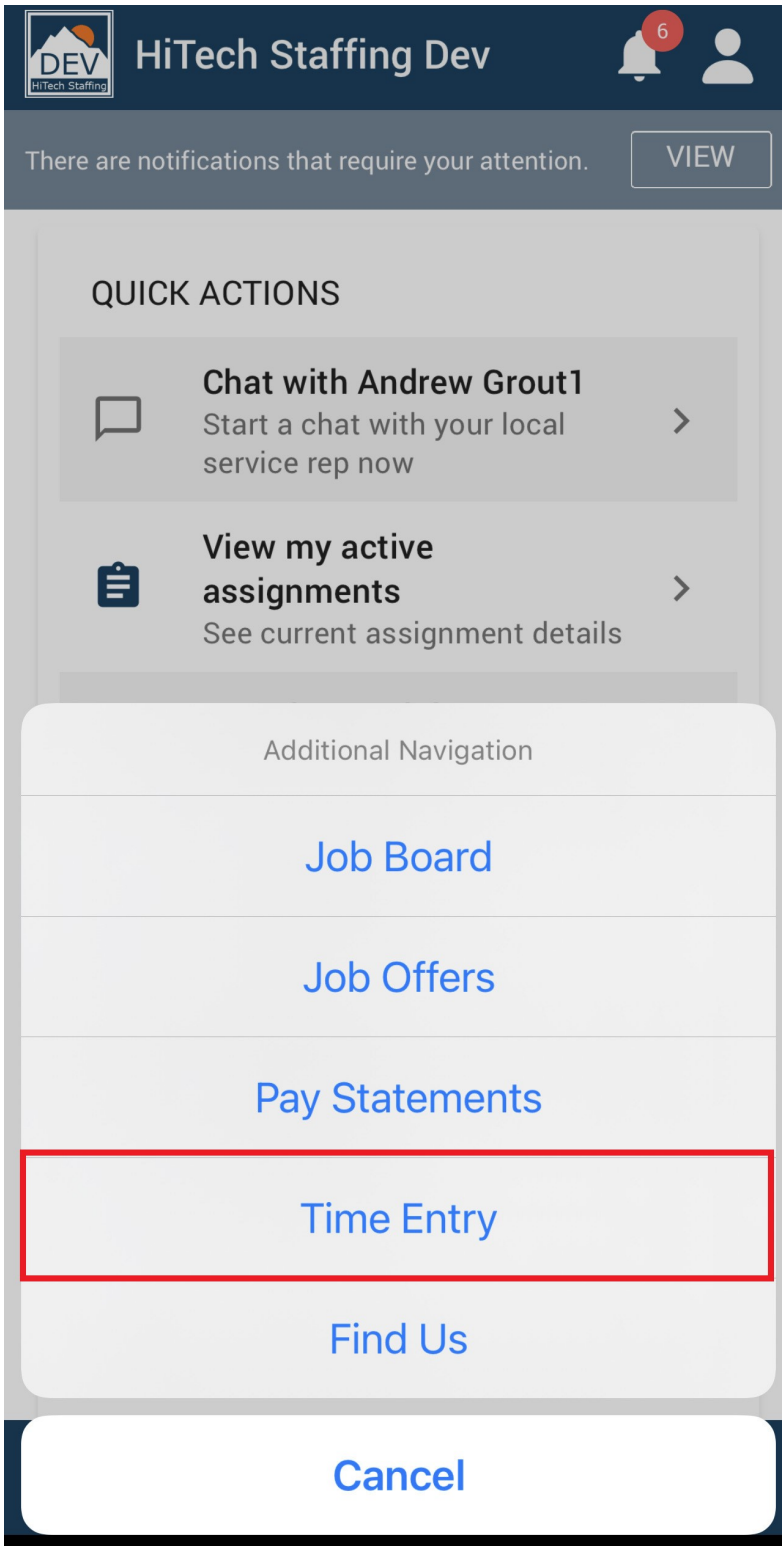 DEV
HiTech Staffing
HiTech Staffing Dev
6
There are notifications that require your attention.
VIEW
QUICK ACTIONS
Chat with Andrew Grout1
Start a chat with your local
service rep now
View my active
assignments
See current assignment details
Additional Navigation
Job Board
Job Offers
Pay Statements
Time Entry
Find Us
Cancel